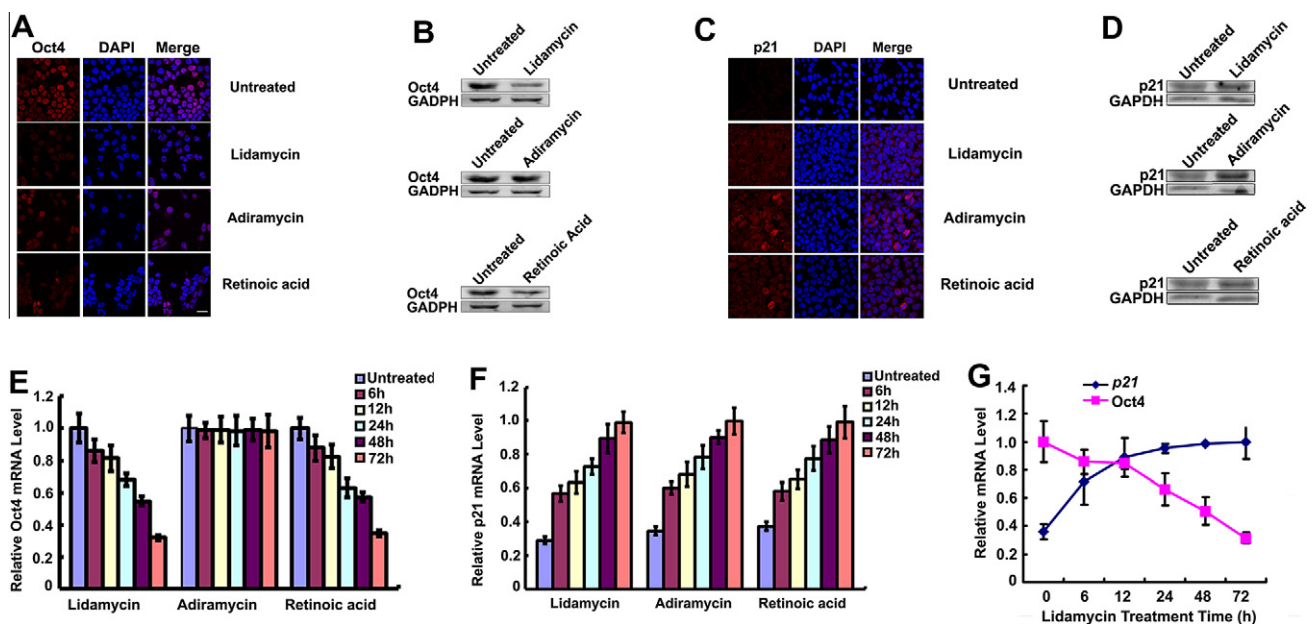 A
Oct4 DAPI Merge
Untreated
Lidamycin
Adiramycin
Retinoic acid
B
Untreated Lidamycin
Oct4
GADPH
Untreated Adiramycin
Oct4
GADPH
Untreated Retinoic Acid
Oct4
GADPH
C
p21 DAPI Merge
Untreated
Lidamycin
Adiramycin
Retinoic acid
D
Untreated Lidamycin
p21
GAPDH
Untreated Adiramycin
p21
GAPDH
Untreated Retinoic acid
p21
GAPDH
E
Relative Oct4 mRNA Level
1.2
1.0
0.8
0.6
0.4
0.2
0
Untreated
6h
12h
24h
48h
72h
Lidamycin Adiramycin Retinoic acid
F
Relative p21 mRNA Level
1.2
1.0
0.8
0.6
0.4
0.2
0
Untreated
6h
12h
24h
48h
72h
Lidamycin Adiramycin Retinoic acid
G
p21
Oct4
Relative mRNA Level
1.4
1.2
1.0
0.8
0.6
0.4
0.2
0
0 6 12 24 48 72
Lidamycin Treatment Time (h)